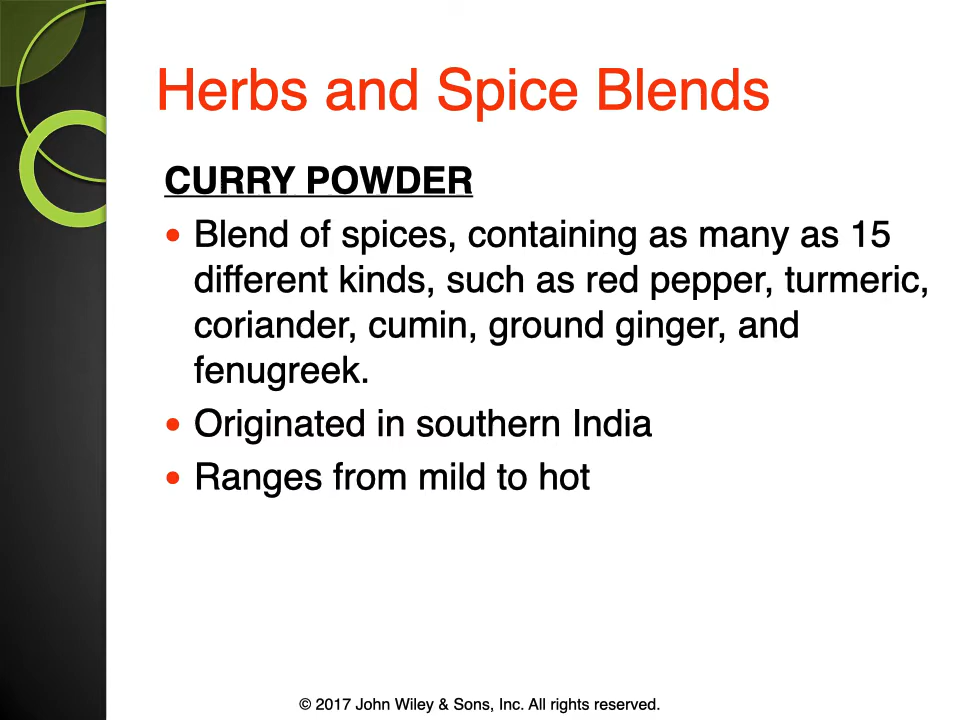 Herbs and Spice Blends
CURRY POWDER
• Blend of spices, containing as many as 15
different kinds, such as red pepper, turmeric,
coriander, cumin, ground ginger, and
fenugreek.
• Originated in southern India
• Ranges from mild to hot
© 2017 John Wiley & Sons, Inc. All rights reserved.